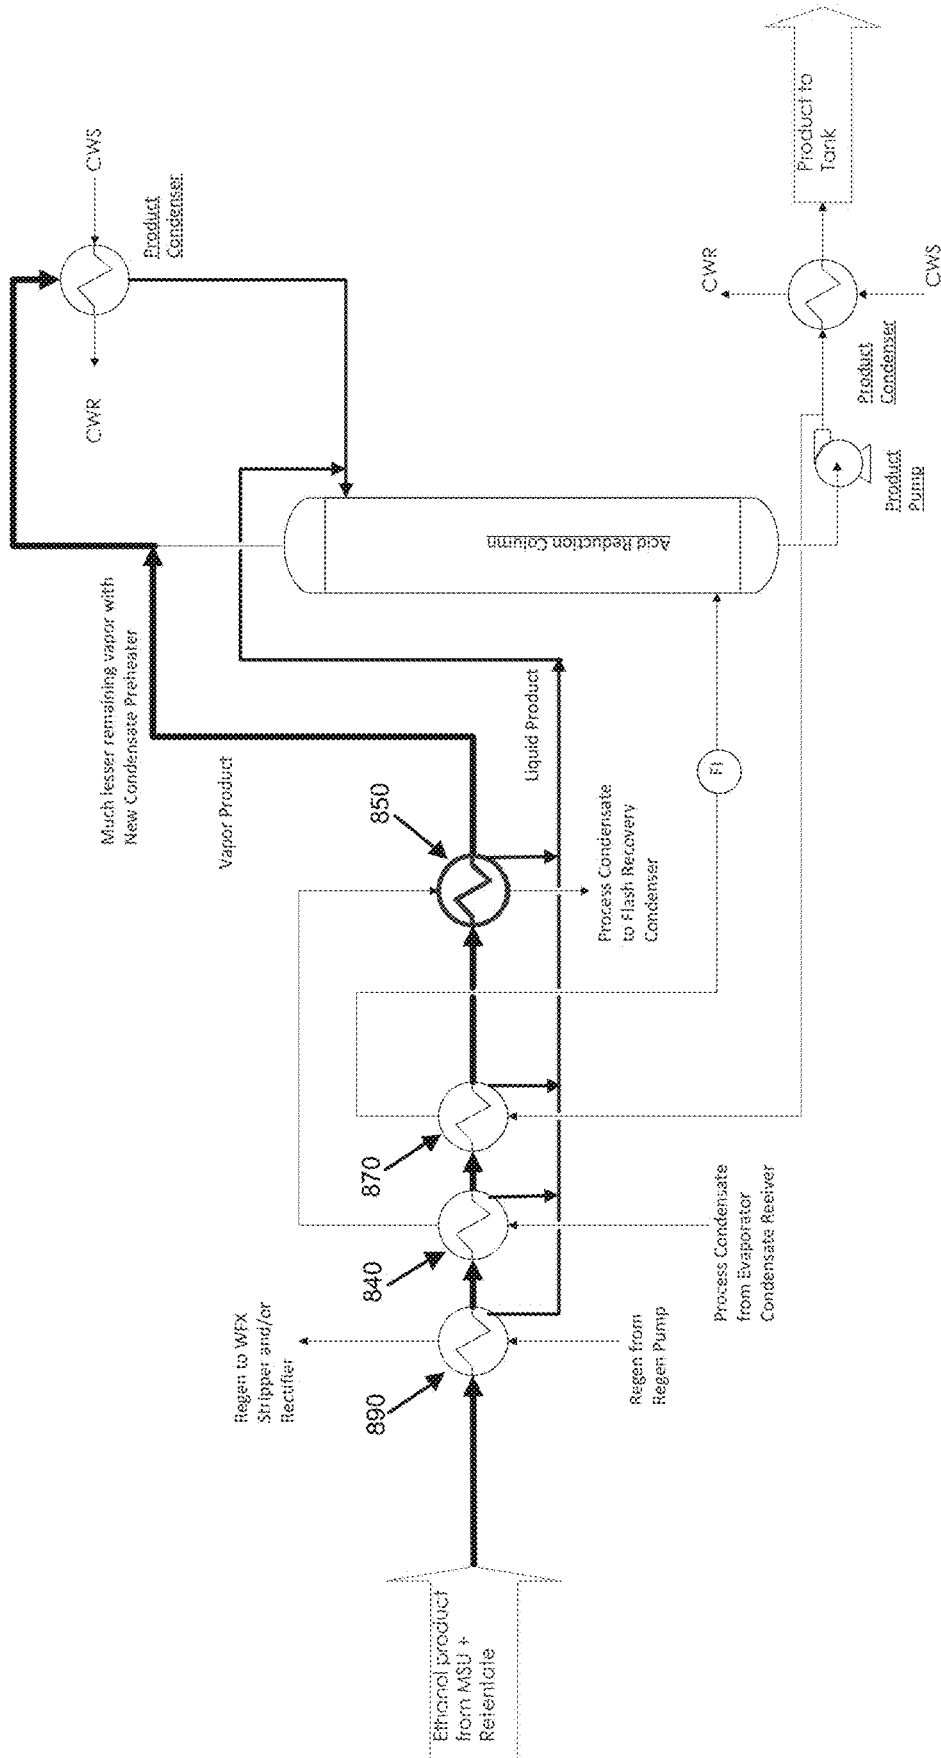 CWS
Product
Condenser
CWR
Much lesser remaining vapor with
New Condensate Preheater
Vapor Product
Liquid Product
Acid Reduction Column
FI
Product
Pump
Product
Condenser
CWR
CWS
Product to
Tank
850
Process Condensate
to Flash Recovery
Condenser
870
840
890
Process Condensate
from Evaporator
Condensate Reeiver
Regen to WFX
Stripper and/or
Rectifier
Regen from
Regen Pump
Ethanol product
from MSU +
Retentate